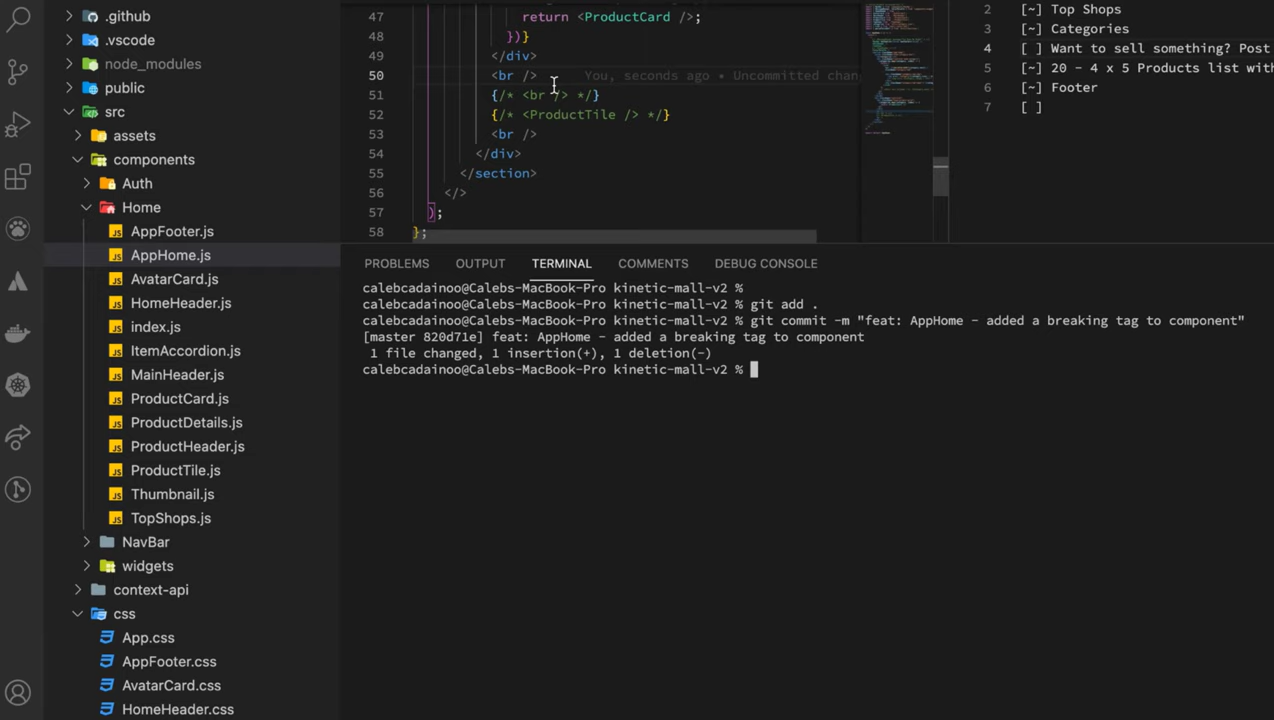 .github
.vscode
node_modules
public
src
assets
components
Auth
Home
AppFooter.js
AppHome.js
AvatarCard.js
HomeHeader.js
index.js
ItemAccordion.js
MainHeader.js
ProductCard.js
ProductDetails.js
ProductHeader.js
ProductTile.js
Thumbnail.js
TopShops.js
NavBar
widgets
context-api
css
App.css
AppFooter.css
AvatarCard.css
HomeHeader.css
47 return <ProductCard />;
48 })}
49 </div>
50 <br /> You, seconds ago • Uncommitted chan
51 {/* <br /> */}
52 {/* <ProductTile /> */}
53 <br />
54 </div>
55 </section>
56 </>
57 );
58 };
2 [~] Top Shops
3 [~] Categories
4 [ ] Want to sell something? Post
5 [~] 20 - 4 x 5 Products list with
6 [~] Footer
7 [ ]
PROBLEMS OUTPUT TERMINAL COMMENTS DEBUG CONSOLE
calebcadainoo@Calebs-MacBook-Pro kinetic-mall-v2 %
calebcadainoo@Calebs-MacBook-Pro kinetic-mall-v2 % git add .
calebcadainoo@Calebs-MacBook-Pro kinetic-mall-v2 % git commit -m "feat: AppHome - added a breaking tag to component"
[master 820d71e] feat: AppHome - added a breaking tag to component
1 file changed, 1 insertion(+), 1 deletion(-)
calebcadainoo@Calebs-MacBook-Pro kinetic-mall-v2 %